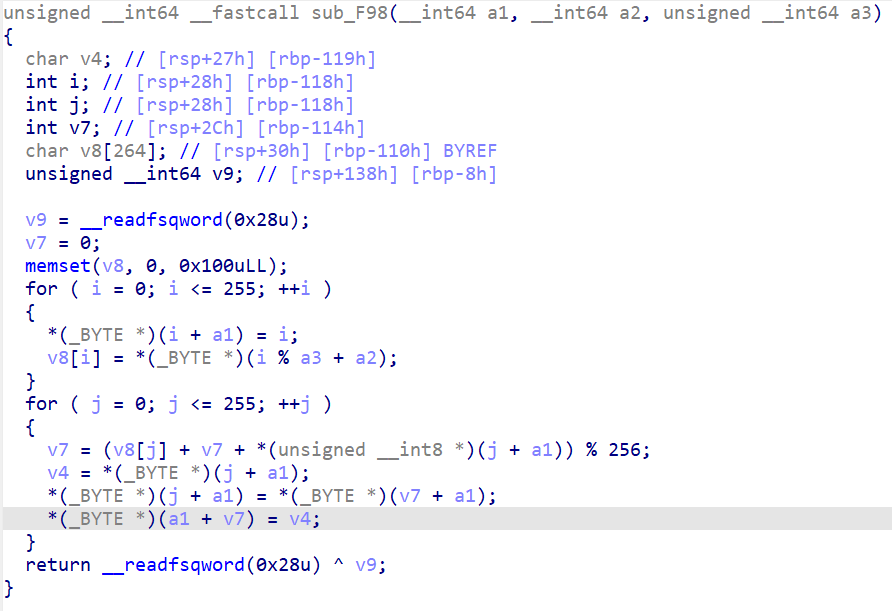 unsigned __int64 __fastcall sub_F98(__int64 a1, __int64 a2, unsigned __int64 a3)
{
  char v4; // [rsp+27h] [rbp-119h]
  int i; // [rsp+28h] [rbp-118h]
  int j; // [rsp+28h] [rbp-118h]
  int v7; // [rsp+2Ch] [rbp-114h]
  char v8[264]; // [rsp+30h] [rbp-110h] BYREF
  unsigned __int64 v9; // [rsp+138h] [rbp-8h]

  v9 = __readfsqword(0x28u);
  v7 = 0;
  memset(v8, 0, 0x100uLL);
  for ( i = 0; i <= 255; ++i )
  {
    *(_BYTE *)(i + a1) = i;
    v8[i] = *(_BYTE *)(i % a3 + a2);
  }
  for ( j = 0; j <= 255; ++j )
  {
    v7 = (v8[j] + v7 + *(unsigned __int8 *)(j + a1)) % 256;
    v4 = *(_BYTE *)(j + a1);
    *(_BYTE *)(j + a1) = *(_BYTE *)(v7 + a1);
    *(_BYTE *)(a1 + v7) = v4;
  }
  return __readfsqword(0x28u) ^ v9;
}